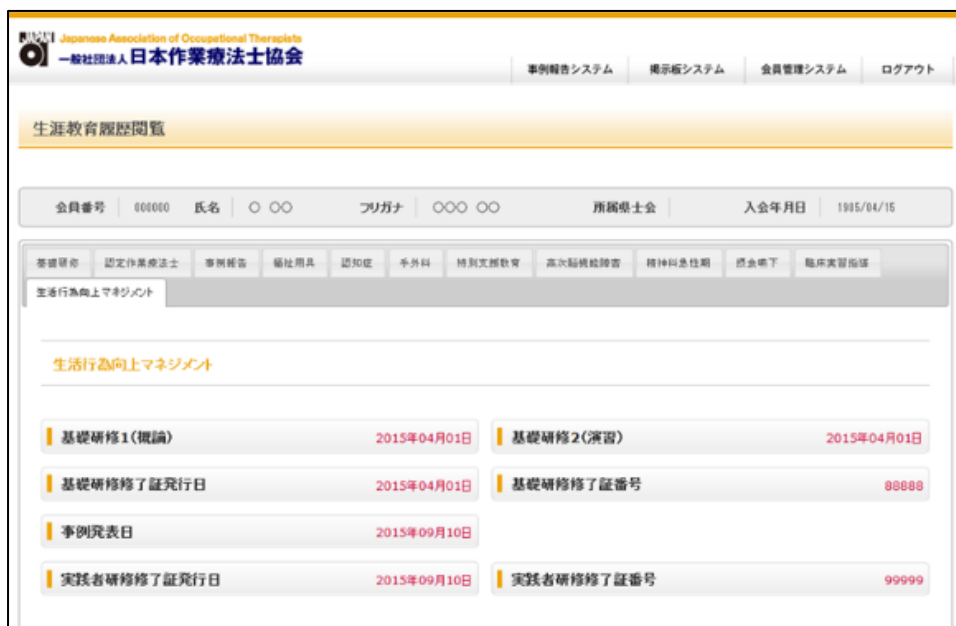 Japanese Association of Occupational Therapists
一般社団法人日本作業療法士協会
事例報告システム 掲示板システム 会員管理システム ログアウト
生涯教育履歴閲覧
会員番号 000000 氏名 ○ ○○ フリガナ ○○○ ○○ 所属県士会 入会年月日 1985/04/15
基礎研修 認定作業療法士 事例報告 福祉用具 認知症 手外科 特別支援教育 高次脳機能障害 精神科急性期 摂食嚥下 臨床実習指導
生活行為向上マネジメント
生活行為向上マネジメント
基礎研修1(概論) 2015年04月01日 基礎研修2(演習) 2015年04月01日
基礎研修修了証発行日 2015年04月01日 基礎研修修了証番号 88888
事例発表日 2015年09月10日
実践者研修修了証発行日 2015年09月10日 実践者研修修了証番号 99999